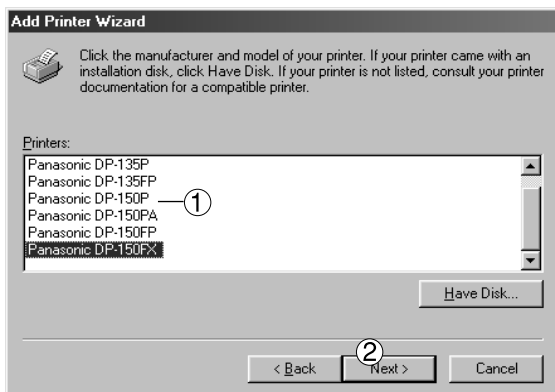 Add Printer Wizard
Click the manufacturer and model of your printer. If your printer came with an
installation disk, click Have Disk. If your printer is not listed, consult your printer
documentation for a compatible printer.
Printers:
Panasonic DP-135P
Panasonic DP-135FP
Panasonic DP-150P ①
Panasonic DP-150PA
Panasonic DP-150FP
Panasonic DP-150FX
Have Disk...
②
< Back Next > Cancel